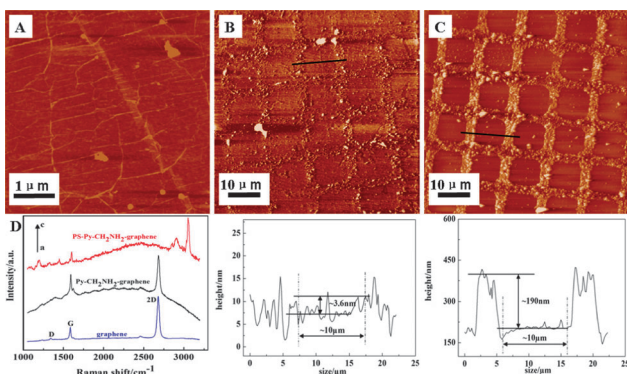 A
1 μm
B
10 μm
C
10 μm
D
Intensity/a.u.
c
a
PS-Py-CH2NH2-graphene
Py-CH2NH2-graphene
2D
G
D
graphene
1000 1500 2000 2500 3000
Raman shift/cm-1
height/nm
25
20
15
10
5
0
~3.6nm
~10μm
0 5 10 15 20 25
size/μm
height/nm
600
450
300
150
~190nm
~10μm
0 5 10 15 20 25
size/μm